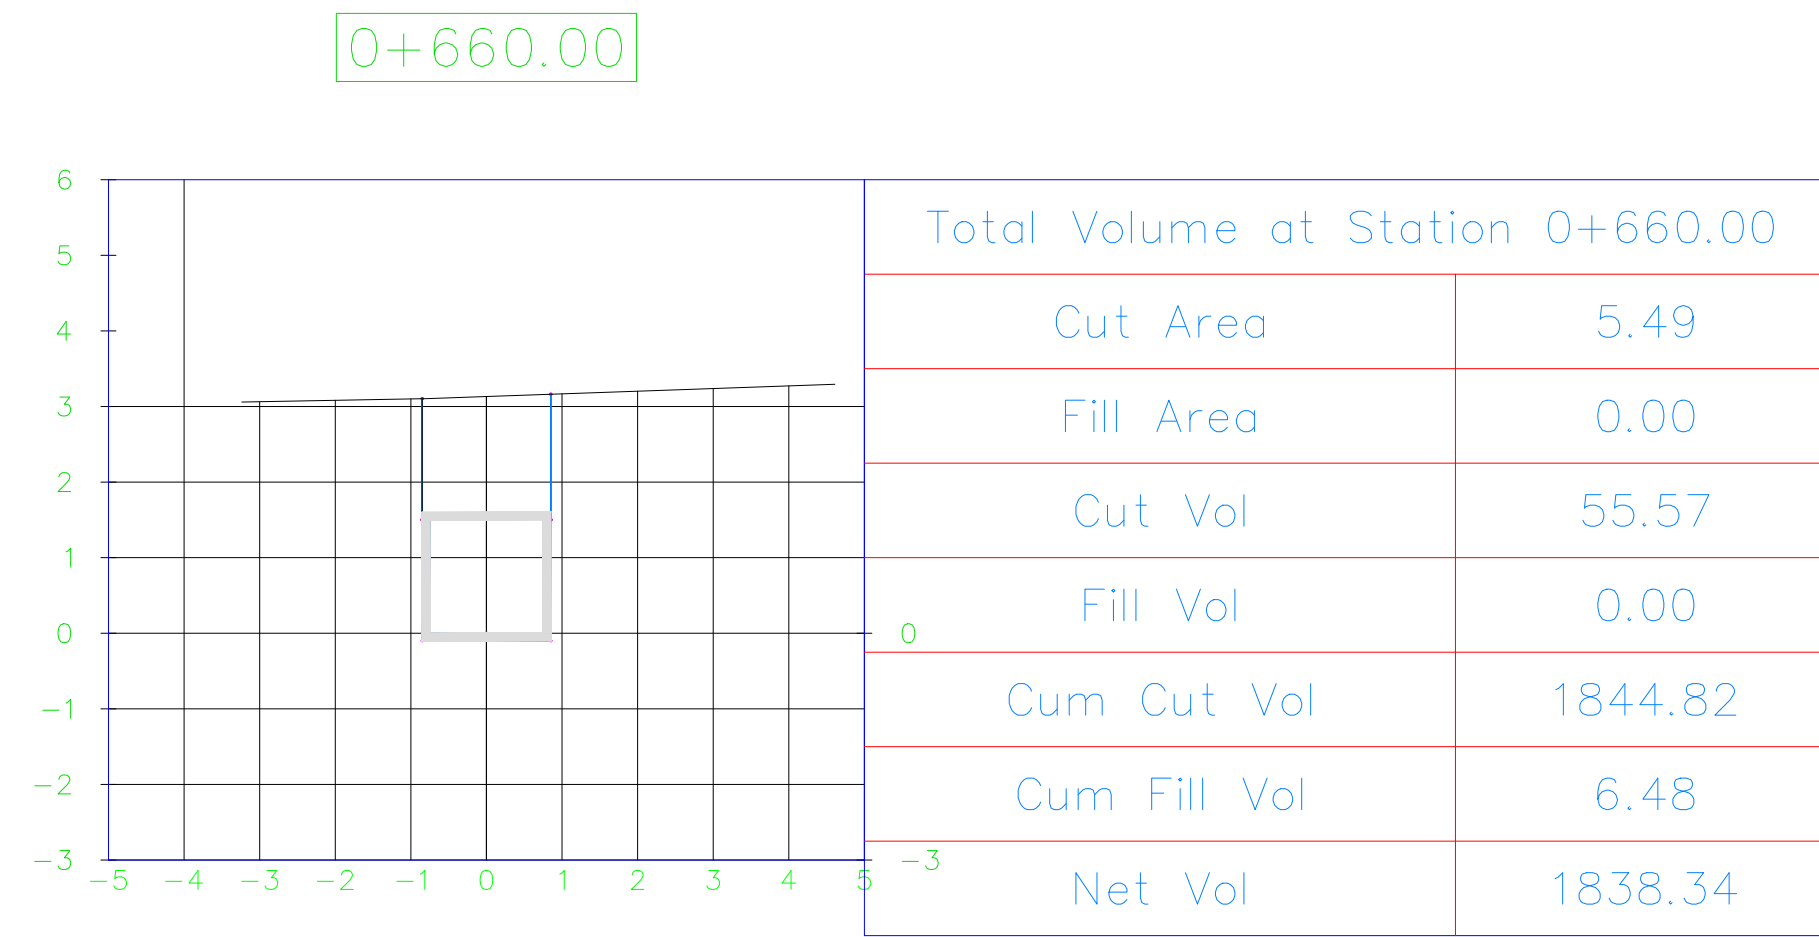 0+660.00
6
5
4
3
2
1
0
-1
-2
-3
-5 -4 -3 -2 -1 0 1 2 3 4 5
0
-3
Total Volume at Station 0+660.00
Cut Area 5.49
Fill Area 0.00
Cut Vol 55.57
Fill Vol 0.00
Cum Cut Vol 1844.82
Cum Fill Vol 6.48
Net Vol 1838.34